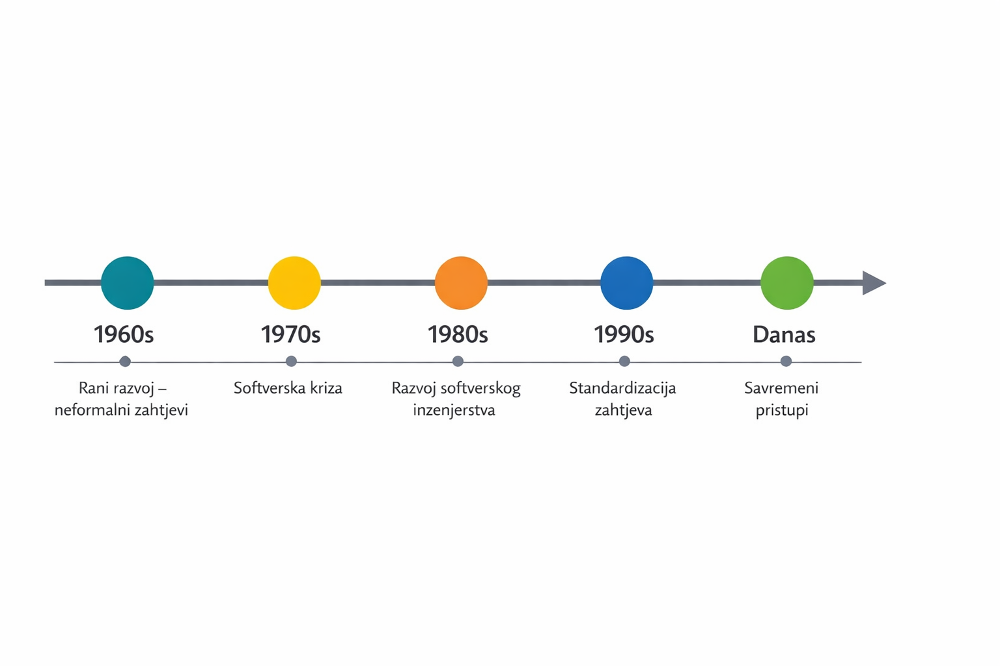 1960s
1970s
1980s
1990s
Danas
Rani razvoj –
neformalni zahtjevi
Softverska kriza
Razvoj softverskog
inzenjerstva
Standardizacija
zahtjeva
Savremeni
pristupi